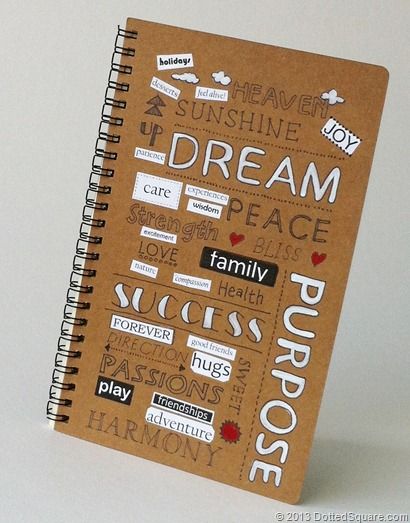 holidays
desserts
feel alive!
HEAVEN
SUNSHINE
JOY
UP
DREAM
patience
care
experiences
wisdom
PEACE
Strength
excitement
BLISS
LOVE
family
nature
compassion
Health
SUCCESS
PURPOSE
FOREVER
good friends
DIRECTION
hugs
SWEET
PASSIONS
play
friendships
adventure
HARMONY
© 2013 DottedSquare.com